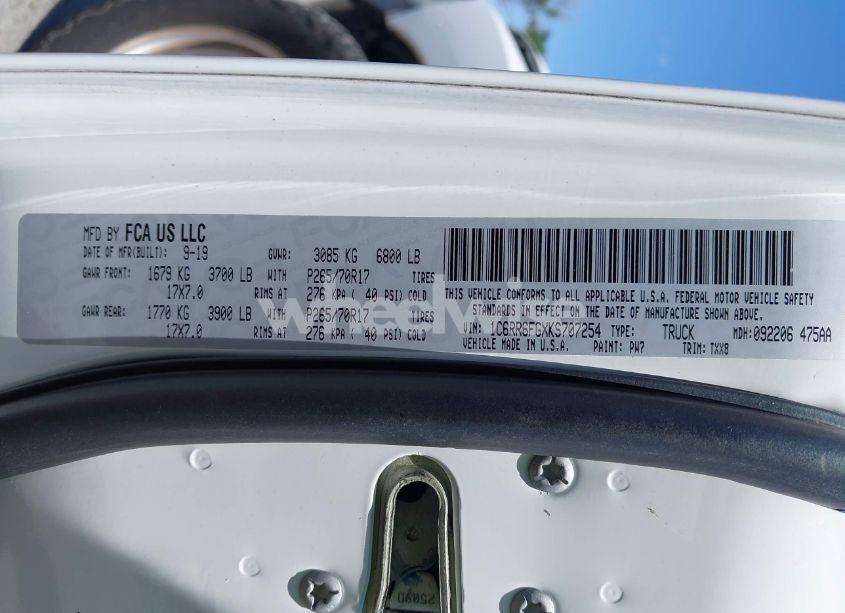 MFD BY FCA US LLC
DATE OF MFR(BUILT): 9-19 GVWR: 3085 KG 6800 LB
GAWR FRONT: 1679 KG 3700 LB WITH P265/70R17 TIRES
17X7.0 RIMS AT 276 KPA ( 40 PSI) COLD
GAWR REAR: 1770 KG 3900 LB WITH P265/70R17 TIRES
17X7.0 RIMS AT 276 KPA ( 40 PSI) COLD
THIS VEHICLE CONFORMS TO ALL APPLICABLE U.S.A. FEDERAL MOTOR VEHICLE SAFETY
STANDARDS IN EFFECT ON THE DATE OF MANUFACTURE SHOWN ABOVE.
VIN: 1C6RR6FGXKS707254 TYPE: TRUCK MDH: 092206 475AA
VEHICLE MADE IN U.S.A. PAINT: PW7 TRIM: TXX8
2589D